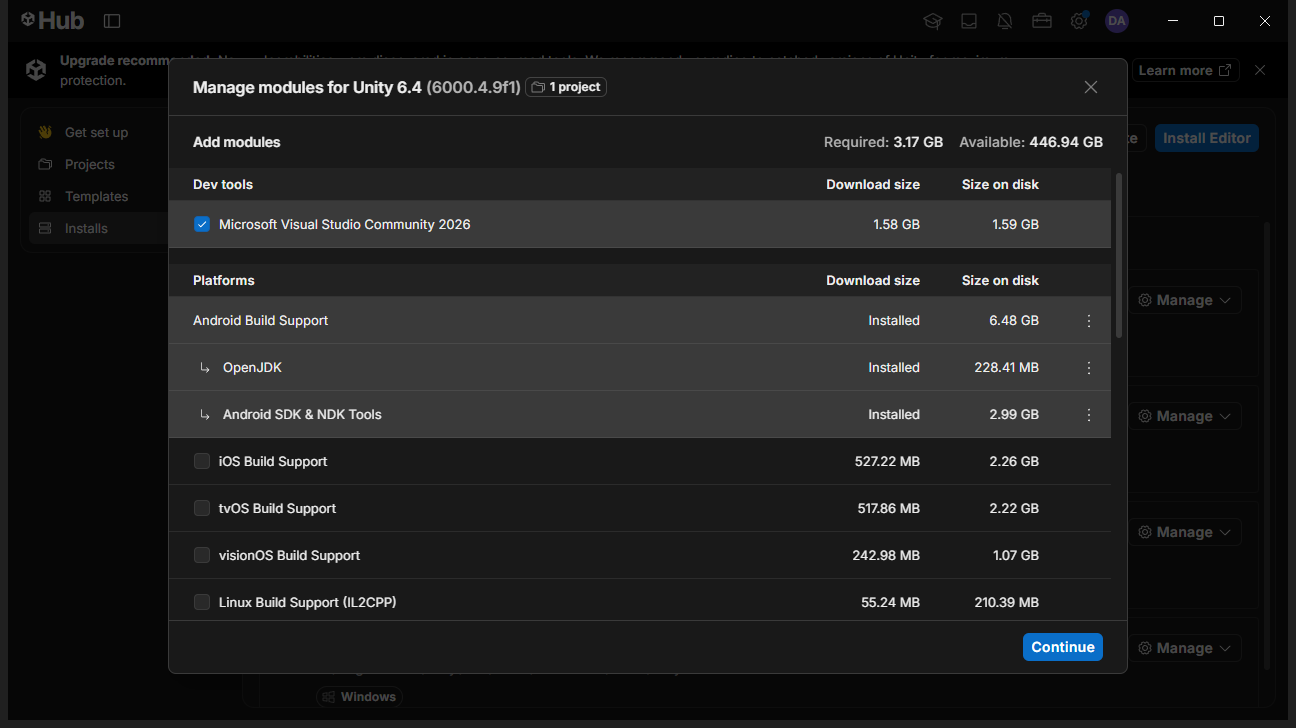 Hub
DA
Upgrade recommended
protection.
Learn more
Manage modules for Unity 6.4 (6000.4.9f1) 1 project
Get set up
Projects
Templates
Installs
Install Editor
Add modules
Required: 3.17 GB Available: 446.94 GB
Dev tools Download size Size on disk
Microsoft Visual Studio Community 2026 1.58 GB 1.59 GB
Platforms Download size Size on disk
Android Build Support Installed 6.48 GB
Manage
OpenJDK Installed 228.41 MB
Android SDK & NDK Tools Installed 2.99 GB
Manage
iOS Build Support 527.22 MB 2.26 GB
tvOS Build Support 517.86 MB 2.22 GB
Manage
visionOS Build Support 242.98 MB 1.07 GB
Linux Build Support (IL2CPP) 55.24 MB 210.39 MB
Continue
Manage
Windows